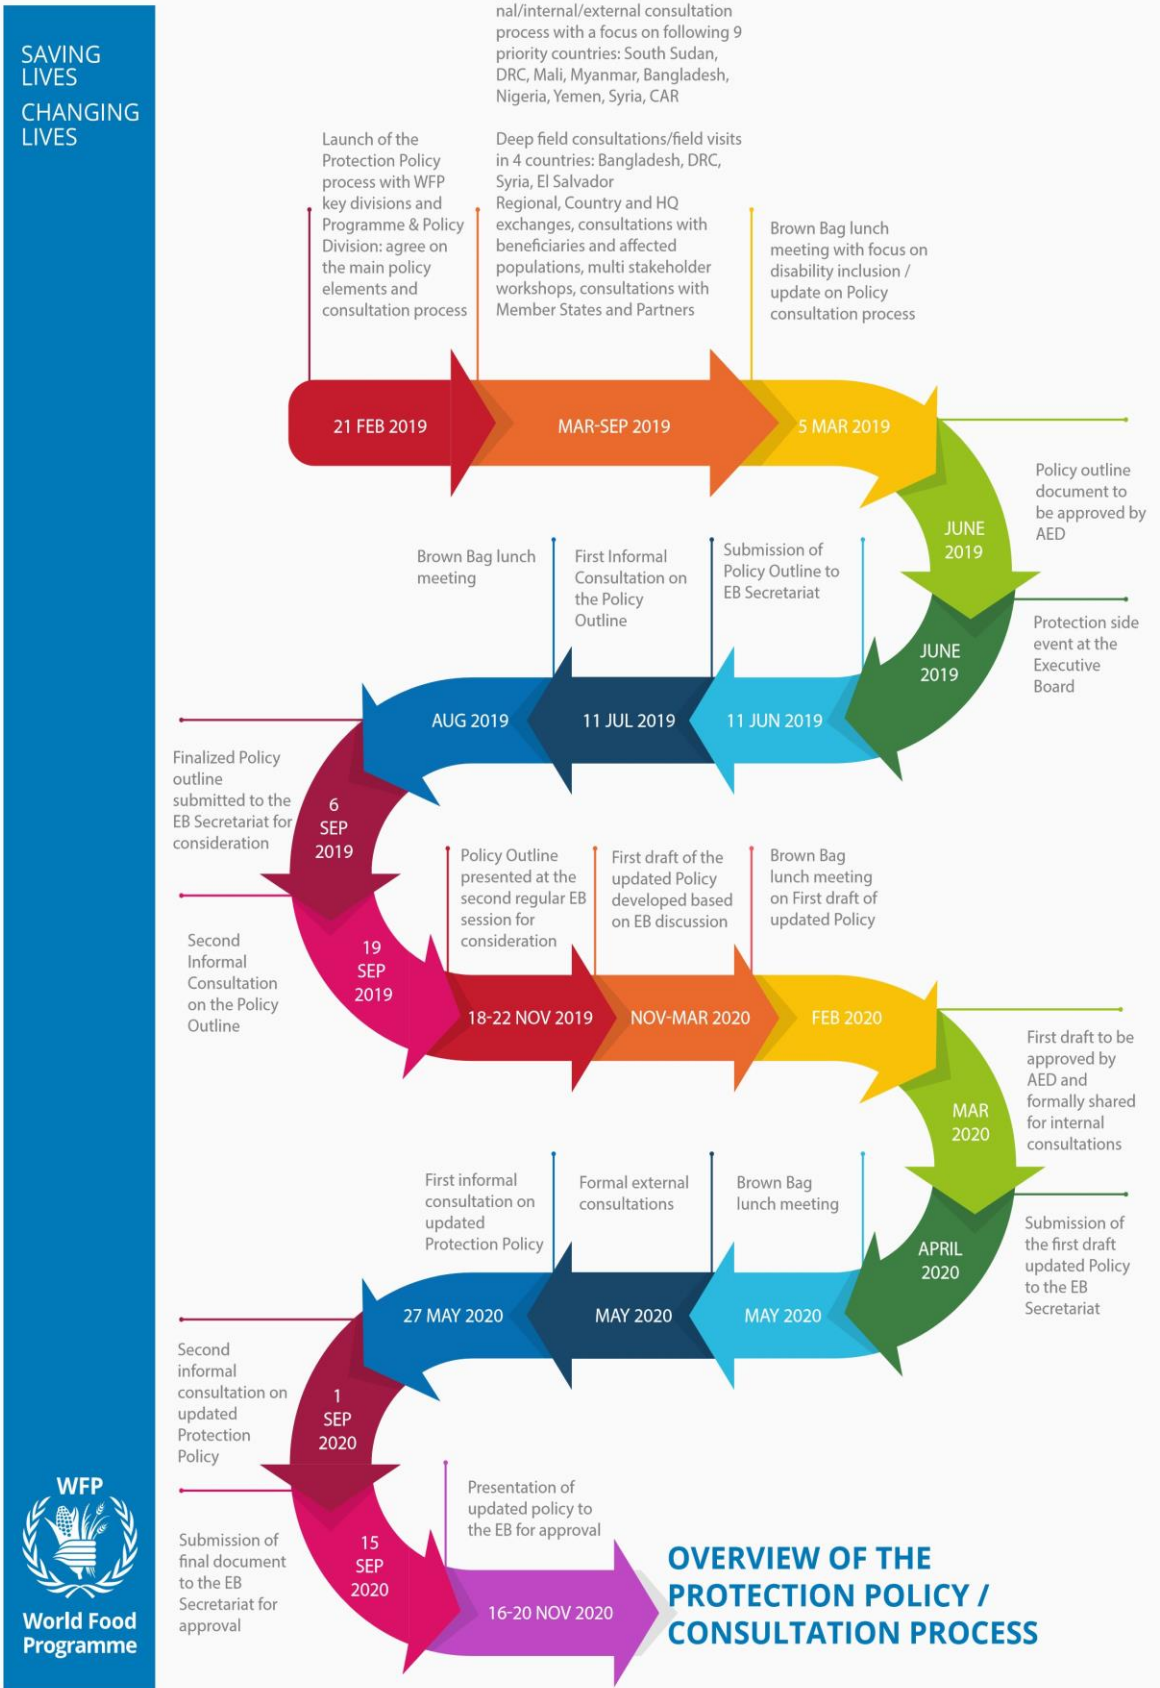 SAVING
LIVES
CHANGING
LIVES
nal/internal/external consultation
process with a focus on following 9
priority countries: South Sudan,
DRC, Mali, Myanmar, Bangladesh,
Nigeria, Yemen, Syria, CAR
Launch of the
Protection Policy
process with WFP
key divisions and
Programme & Policy
Division: agree on
the main policy
elements and
consultation process
Deep field consultations/field visits
in 4 countries: Bangladesh, DRC,
Syria, El Salvador
Regional, Country and HQ
exchanges, consultations with
beneficiaries and affected
populations, multi stakeholder
workshops, consultations with
Member States and Partners
Brown Bag lunch
meeting with focus on
disability inclusion /
update on Policy
consultation process
21 FEB 2019
MAR-SEP 2019
5 MAR 2019
Policy outline
document to
be approved by
AED
JUNE
2019
Protection side
event at the
Executive
Board
JUNE
2019
Submission of
Policy Outline to
EB Secretariat
11 JUN 2019
First Informal
Consultation on
the Policy
Outline
11 JUL 2019
Brown Bag lunch
meeting
AUG 2019
Finalized Policy
outline
submitted to the
EB Secretariat for
consideration
6
SEP
2019
Second
Informal
Consultation
on the Policy
Outline
19
SEP
2019
Policy Outline
presented at the
second regular EB
session for
consideration
18-22 NOV 2019
First draft of the
updated Policy
developed based
on EB discussion
NOV-MAR 2020
Brown Bag
lunch meeting
on First draft of
updated Policy
FEB 2020
First draft to be
approved by
AED and
formally shared
for internal
consultations
MAR
2020
Submission of
the first draft
updated Policy
to the EB
Secretariat
APRIL
2020
Brown Bag
lunch meeting
MAY 2020
Formal external
consultations
MAY 2020
First informal
consultation on
updated
Protection Policy
27 MAY 2020
Second
informal
consultation on
updated
Protection
Policy
1
SEP
2020
Submission of
final document
to the EB
Secretariat for
approval
15
SEP
2020
Presentation of
updated policy to
the EB for approval
16-20 NOV 2020
OVERVIEW OF THE
PROTECTION POLICY /
CONSULTATION PROCESS
WFP
World Food
Programme